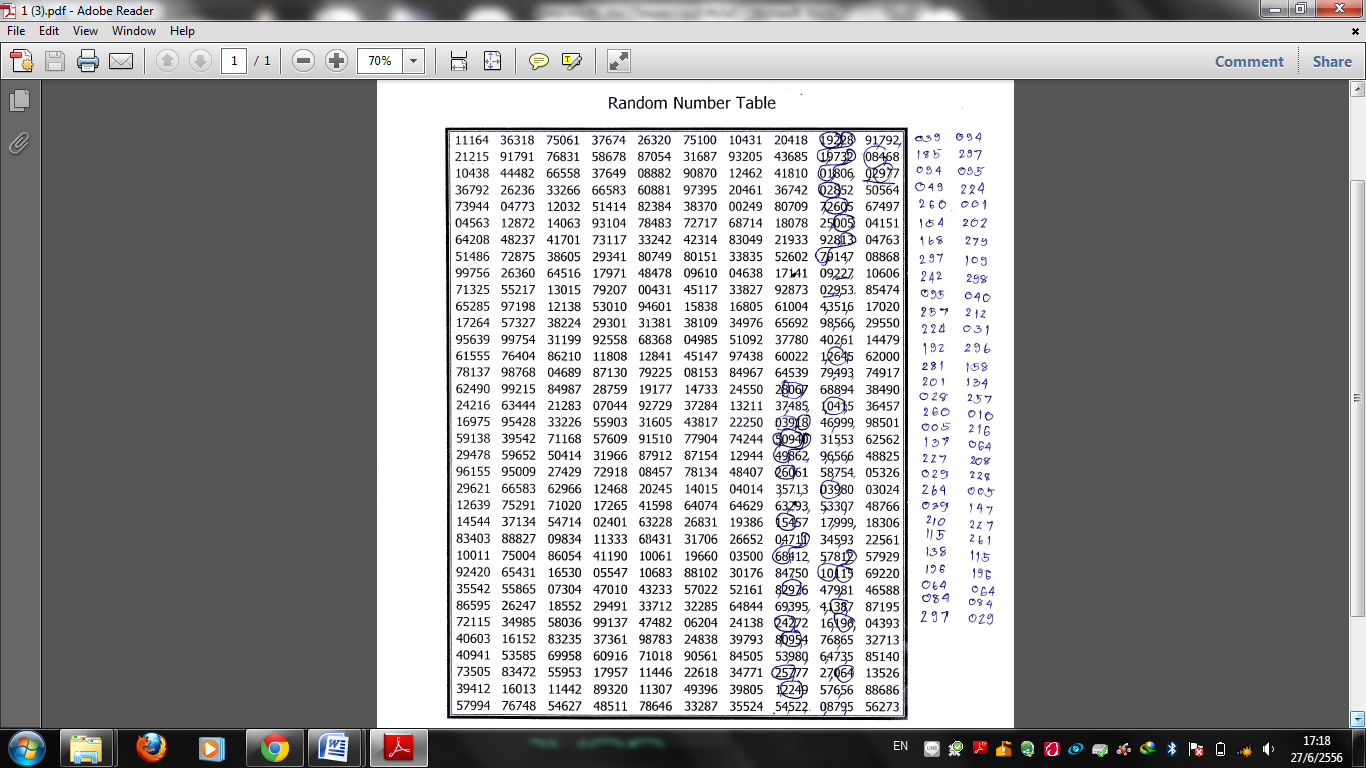 1 (3).pdf - Adobe Reader
File Edit View Window Help
1 / 1 70% Comment Share
Random Number Table
11164 36318 75061 37674 26320 75100 10431 20418 19228 91792 039 094
21215 91791 76831 58678 87054 31687 93205 43685 19732 08468 185 297
10438 44482 66558 37649 08882 90870 12462 41810 01806 02977 094 095
36792 26236 33266 66583 60881 97395 20461 36742 02852 50564 049 224
73944 04773 12032 51414 82384 38370 00249 80709 72605 67497 260 001
04563 12872 14063 93104 78483 72717 68714 18078 25005 04151 154 202
64208 48237 41701 73117 33242 42314 83049 21933 92813 04763 168 279
51486 72875 38605 29341 80749 80151 33835 52602 79147 08868 297 109
99756 26360 64516 17971 48478 09610 04638 17141 09227 10606 242 298
71325 55217 13015 79207 00431 45117 33827 92873 02953 85474 095 040
65285 97198 12138 53010 94601 15838 16805 61004 43516 17020 257 212
17264 57327 38224 29301 31381 38109 34976 65692 98566 29550 224 031
95639 99754 31199 92558 68368 04985 51092 37780 40261 14479 192 296
61555 76404 86210 11808 12841 45147 97438 60022 12645 62000 281 158
78137 98768 04689 87130 79225 08153 84967 64539 79493 74917 201 134
62490 99215 84987 28759 19177 14733 24550 28067 68894 38490 028 257
24216 63444 21283 07044 92729 37284 13211 37485 10415 36457 260 010
16975 95428 33226 55903 31605 43817 22250 03918 46999 98501 005 216
59138 39542 71168 57609 91510 77904 74244 50940 31553 62562 137 064
29478 59652 50414 31966 87912 87154 12944 49862 96566 48825 227 208
96155 95009 27429 72918 08457 78134 48407 26061 58754 05326 029 228
29621 66583 62966 12468 20245 14015 04014 35713 03980 03024 264 005
12639 75291 71020 17265 41598 64074 64629 63293 53307 48766 039 147
14544 37134 54714 02401 63228 26831 19386 15457 17999 18306 210 227
83403 88827 09834 11333 68431 31706 26652 04711 34593 22561 115 261
10011 75004 86054 41190 10061 19660 03500 68412 57812 57929 138 115
92420 65431 16530 05547 10683 88102 30176 84750 10115 69220 196 196
35542 55865 07304 47010 43233 57022 52161 82976 47981 46588 064 064
86595 26247 18552 29491 33712 32285 64844 69395 41387 87195 084 084
72115 34985 58036 99137 47482 06204 24138 24272 16196 04393 297 029
40603 16152 83235 37361 98783 24838 39793 80954 76865 32713
40941 53585 69958 60916 71018 90561 84505 53980 64735 85140
73505 83472 55953 17957 11446 22618 34771 25777 27064 13526
39412 16013 11442 89320 11307 49396 39805 12249 57656 88686
57994 76748 54627 48511 78646 33287 35524 54522 08795 56273
EN 17:18
27/6/2556